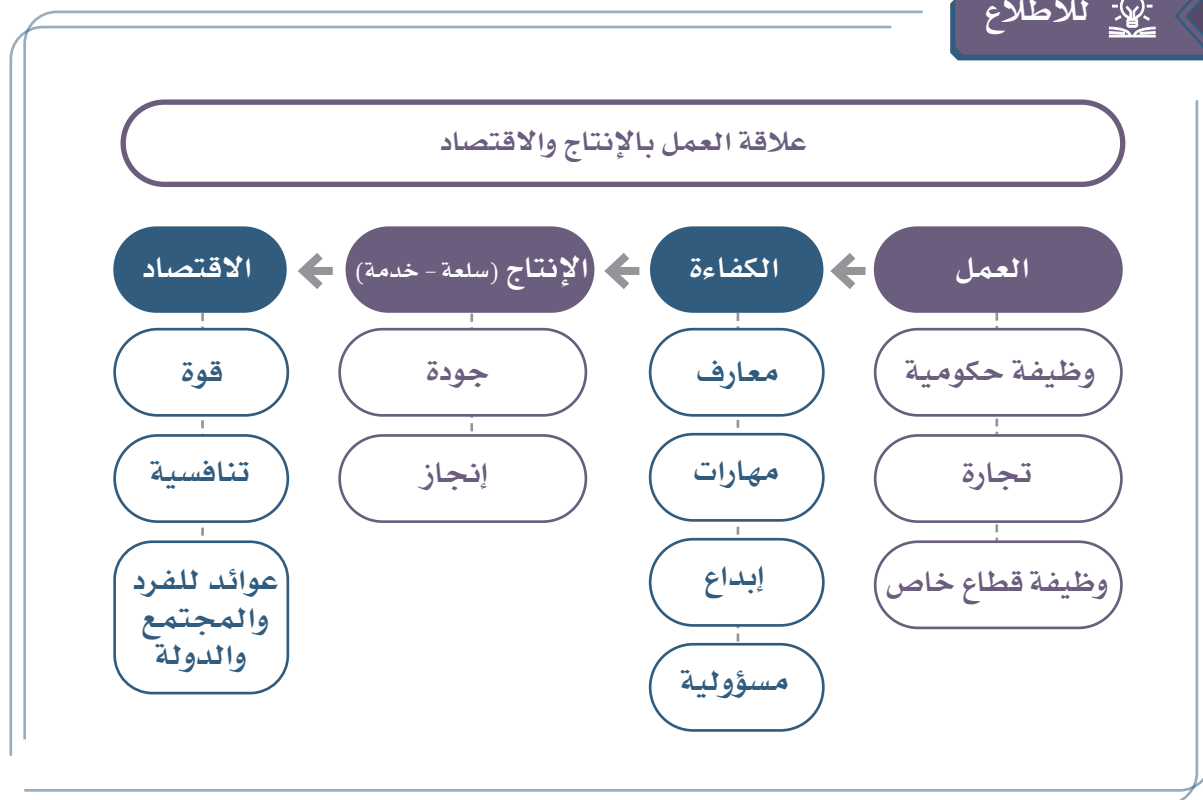 للاطلاع
علاقة العمل بالإنتاج والاقتصاد
العمل
وظيفة حكومية
تجارة
وظيفة قطاع خاص
الكفاءة
معارف
مهارات
إبداع
مسؤولية
الإنتاج (سلعة - خدمة)
جودة
إنجاز
الاقتصاد
قوة
تنافسية
عوائد للفرد
والمجتمع
والدولة